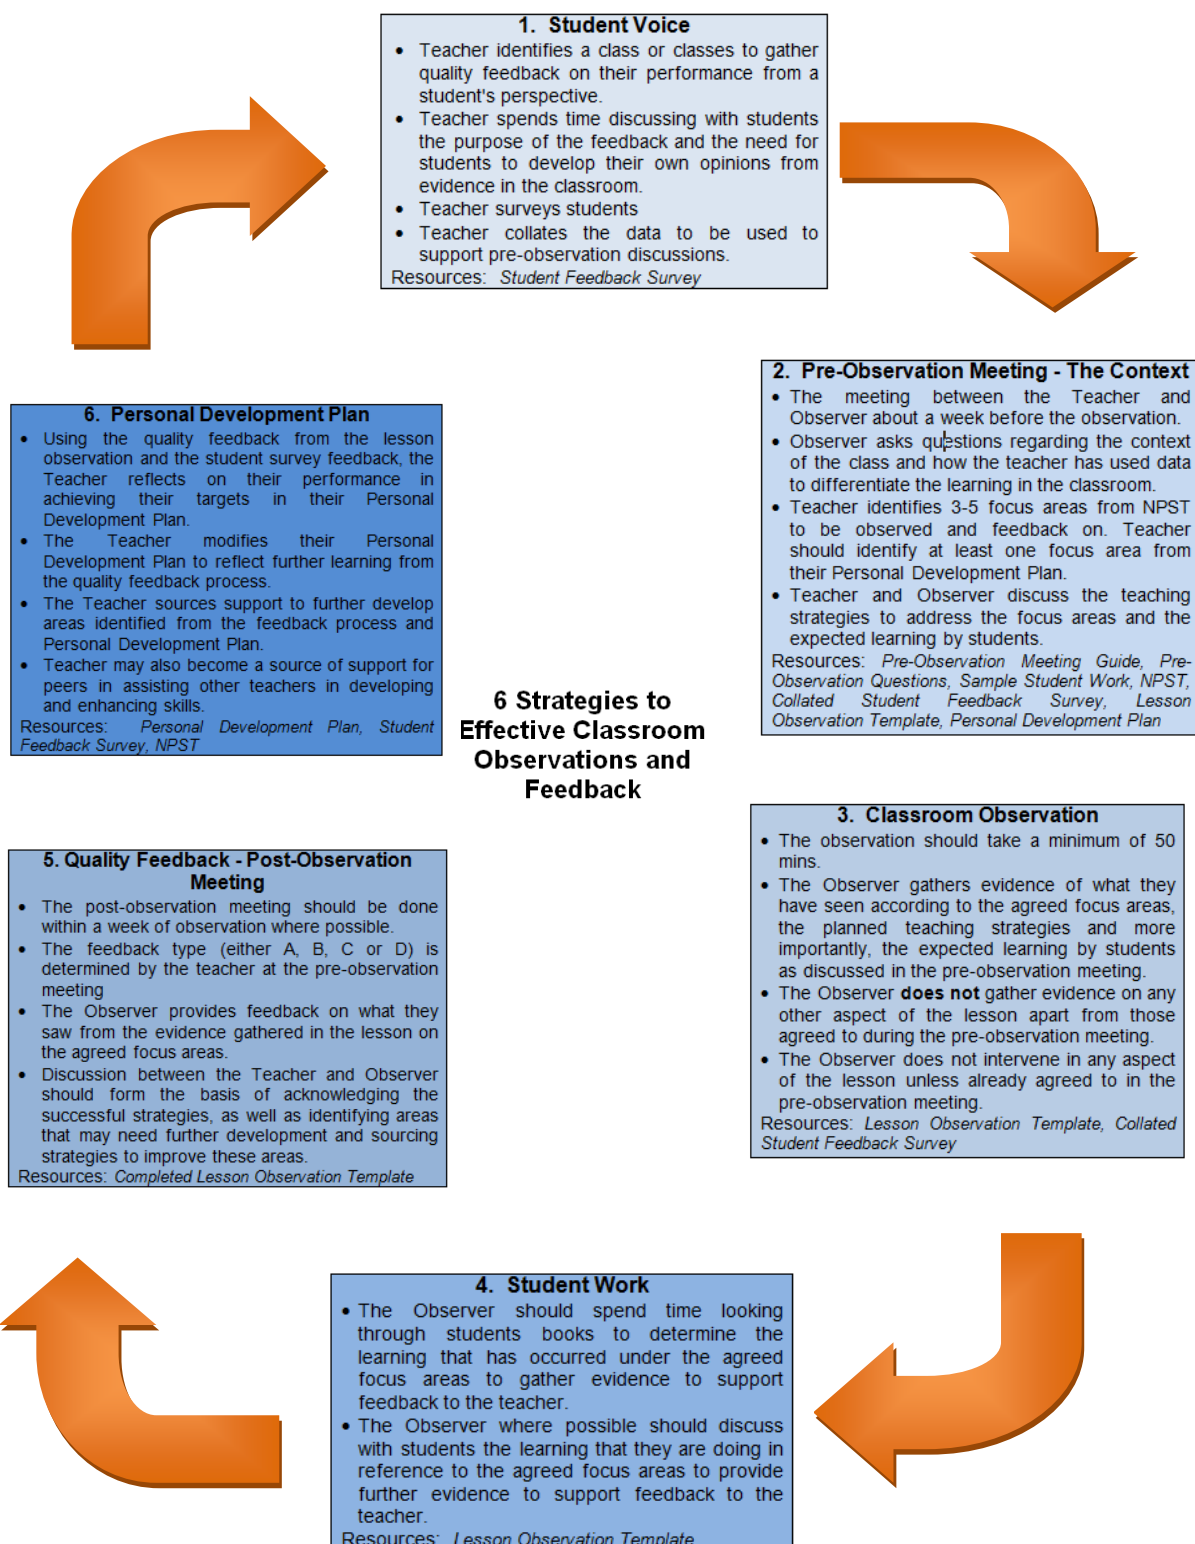 1. Student Voice
• Teacher identifies a class or classes to gather
quality feedback on their performance from a
student's perspective.
• Teacher spends time discussing with students
the purpose of the feedback and the need for
students to develop their own opinions from
evidence in the classroom.
• Teacher surveys students
• Teacher collates the data to be used to
support pre-observation discussions.
Resources: Student Feedback Survey
2. Pre-Observation Meeting - The Context
• The meeting between the Teacher and
Observer about a week before the observation.
• Observer asks questions regarding the context
of the class and how the teacher has used data
to differentiate the learning in the classroom.
• Teacher identifies 3-5 focus areas from NPST
to be observed and feedback on. Teacher
should identify at least one focus area from
their Personal Development Plan.
• Teacher and Observer discuss the teaching
strategies to address the focus areas and the
expected learning by students.
Resources: Pre-Observation Meeting Guide, Pre-
Observation Questions, Sample Student Work, NPST,
Collated Student Feedback Survey, Lesson
Observation Template, Personal Development Plan
3. Classroom Observation
• The observation should take a minimum of 50
mins.
• The Observer gathers evidence of what they
have seen according to the agreed focus areas,
the planned teaching strategies and more
importantly, the expected learning by students
as discussed in the pre-observation meeting.
• The Observer does not gather evidence on any
other aspect of the lesson apart from those
agreed to during the pre-observation meeting.
• The Observer does not intervene in any aspect
of the lesson unless already agreed to in the
pre-observation meeting.
Resources: Lesson Observation Template, Collated
Student Feedback Survey
4. Student Work
• The Observer should spend time looking
through students books to determine the
learning that has occurred under the agreed
focus areas to gather evidence to support
feedback to the teacher.
• The Observer where possible should discuss
with students the learning that they are doing in
reference to the agreed focus areas to provide
further evidence to support feedback to the
teacher.
Resources: Lesson Observation Template
5. Quality Feedback - Post-Observation
Meeting
• The post-observation meeting should be done
within a week of observation where possible.
• The feedback type (either A, B, C or D) is
determined by the teacher at the pre-observation
meeting
• The Observer provides feedback on what they
saw from the evidence gathered in the lesson on
the agreed focus areas.
• Discussion between the Teacher and Observer
should form the basis of acknowledging the
successful strategies, as well as identifying areas
that may need further development and sourcing
strategies to improve these areas.
Resources: Completed Lesson Observation Template
6. Personal Development Plan
• Using the quality feedback from the lesson
observation and the student survey feedback, the
Teacher reflects on their performance in
achieving their targets in their Personal
Development Plan.
• The Teacher modifies their Personal
Development Plan to reflect further learning from
the quality feedback process.
• The Teacher sources support to further develop
areas identified from the feedback process and
Personal Development Plan.
• Teacher may also become a source of support for
peers in assisting other teachers in developing
and enhancing skills.
Resources: Personal Development Plan, Student
Feedback Survey, NPST
6 Strategies to
Effective Classroom
Observations and
Feedback